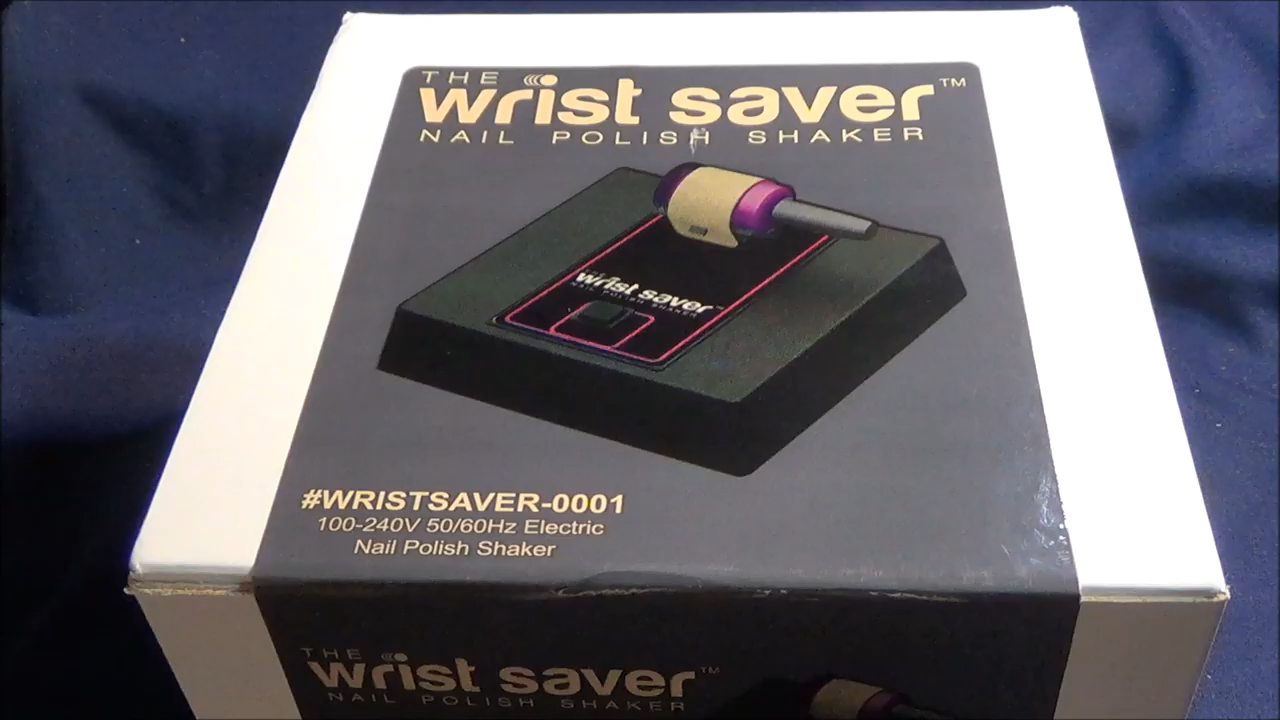 THE
wrist saver™
NAIL POLISH SHAKER
THE
wrist saver™
NAIL POLISH SHAKER
#WRISTSAVER-0001
100-240V 50/60Hz Electric
Nail Polish Shaker
THE
wrist saver™
NAIL POLISH SHAKER